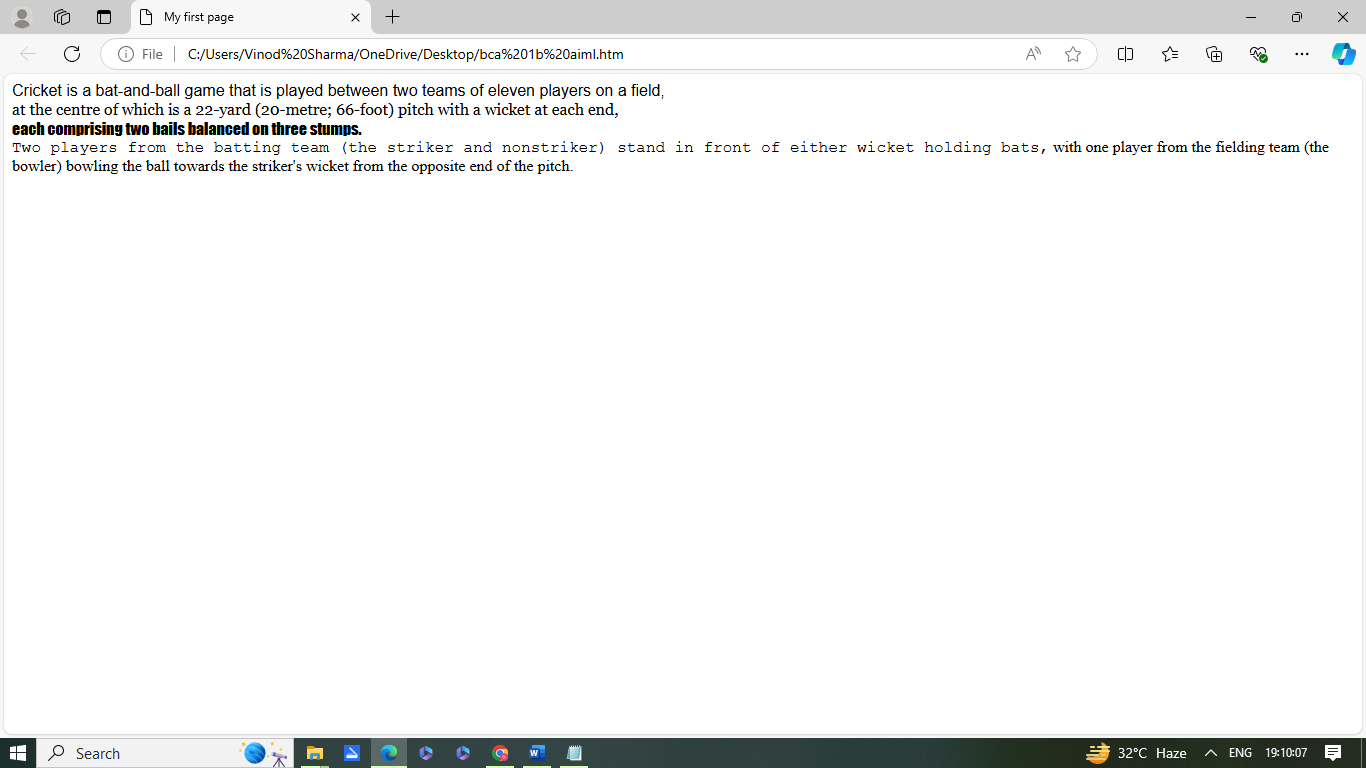 My first page
File
C:/Users/Vinod%20Sharma/OneDrive/Desktop/bca%201b%20aiml.htm
Cricket is a bat-and-ball game that is played between two teams of eleven players on a field,
at the centre of which is a 22-yard (20-metre; 66-foot) pitch with a wicket at each end,
each comprising two bails balanced on three stumps.
Two players from the batting team (the striker and nonstriker) stand in front of either wicket holding bats, with one player from the fielding team (the
bowler) bowling the ball towards the striker's wicket from the opposite end of the pitch.
Search
32°C Haze
ENG
19:10:07